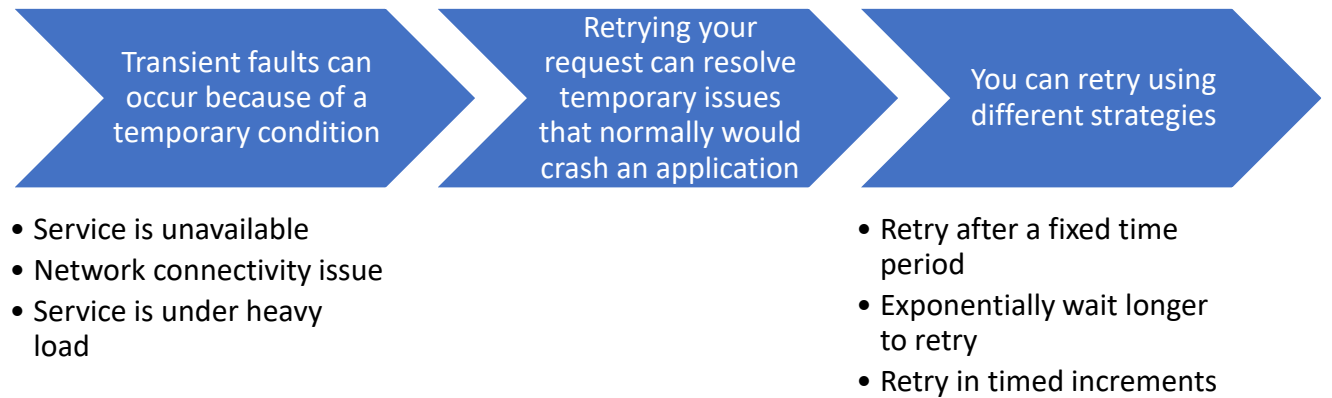 Transient faults can
occur because of a
temporary condition
• Service is unavailable
• Network connectivity issue
• Service is under heavy
load
Retrying your
request can resolve
temporary issues
that normally would
crash an application
You can retry using
different strategies
• Retry after a fixed time
period
• Exponentially wait longer
to retry
• Retry in timed increments